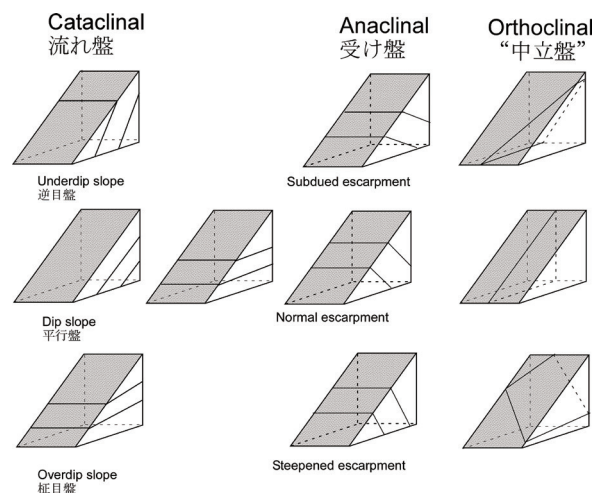 Cataclinal
流れ盤
Anaclinal
受け盤
Orthoclinal
“中立盤”
Underdip slope
逆目盤
Subdued escarpment
Dip slope
平行盤
Normal escarpment
Overdip slope
柾目盤
Steepened escarpment